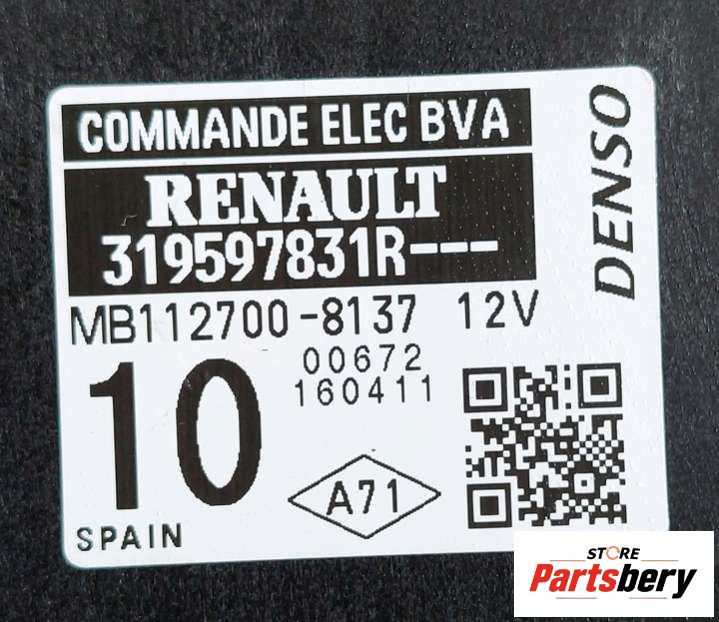 COMMANDE ELEC BVA
RENAULT
319597831R---
DENSO
MB112700-8137 12V
10
00672
160411
A71
SPAIN
STORE
Partsbery